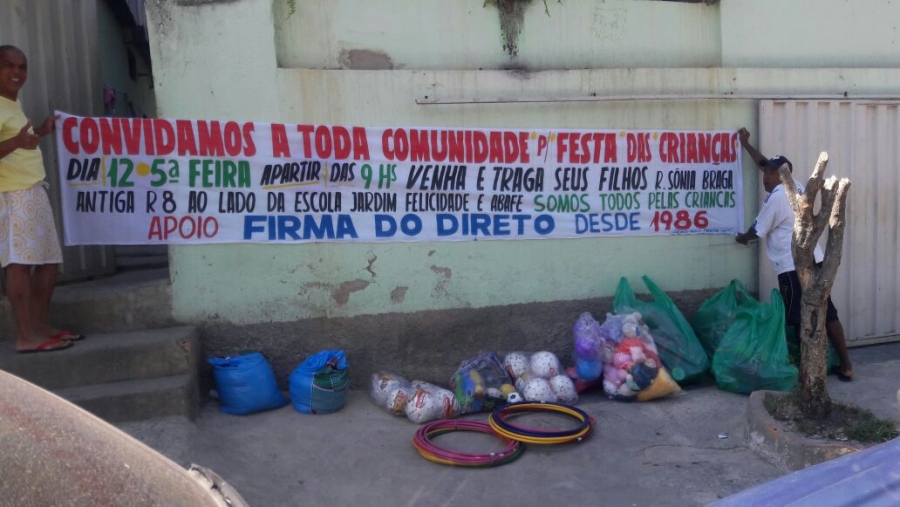 CONVIDAMOS A TODA COMUNIDADE P/ FESTA DAS CRIANÇAS
DIA 12 • 5ª FEIRA APARTIR DAS 9 HS VENHA E TRAGA SEUS FILHOS R. SÔNIA BRAGA
ANTIGA R 8 AO LADO DA ESCOLA JARDIM FELICIDADE E ABAFE SOMOS TODOS PELAS CRIANÇAS
APOIO FIRMA DO DIRETO DESDE 1986